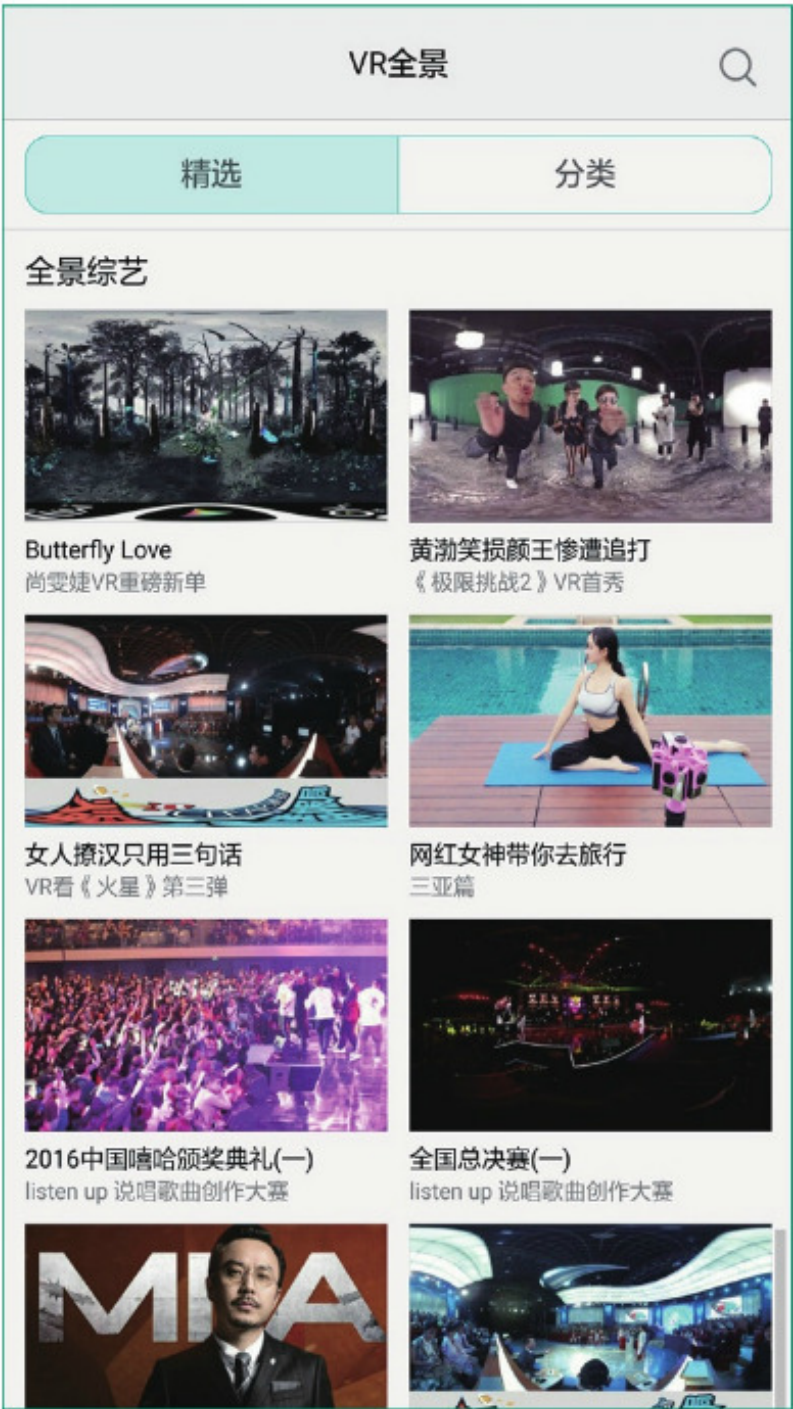 VR全景
精选
分类
全景综艺
Butterfly Love
尚雯婕VR重磅新单
黄渤笑损颜王惨遭追打
《极限挑战2》VR首秀
女人撩汉只用三句话
VR看《火星》第三弹
网红女神带你去旅行
三亚篇
2016中国嘻哈颁奖典礼(一)
listen up 说唱歌曲创作大赛
全国总决赛(一)
listen up 说唱歌曲创作大赛